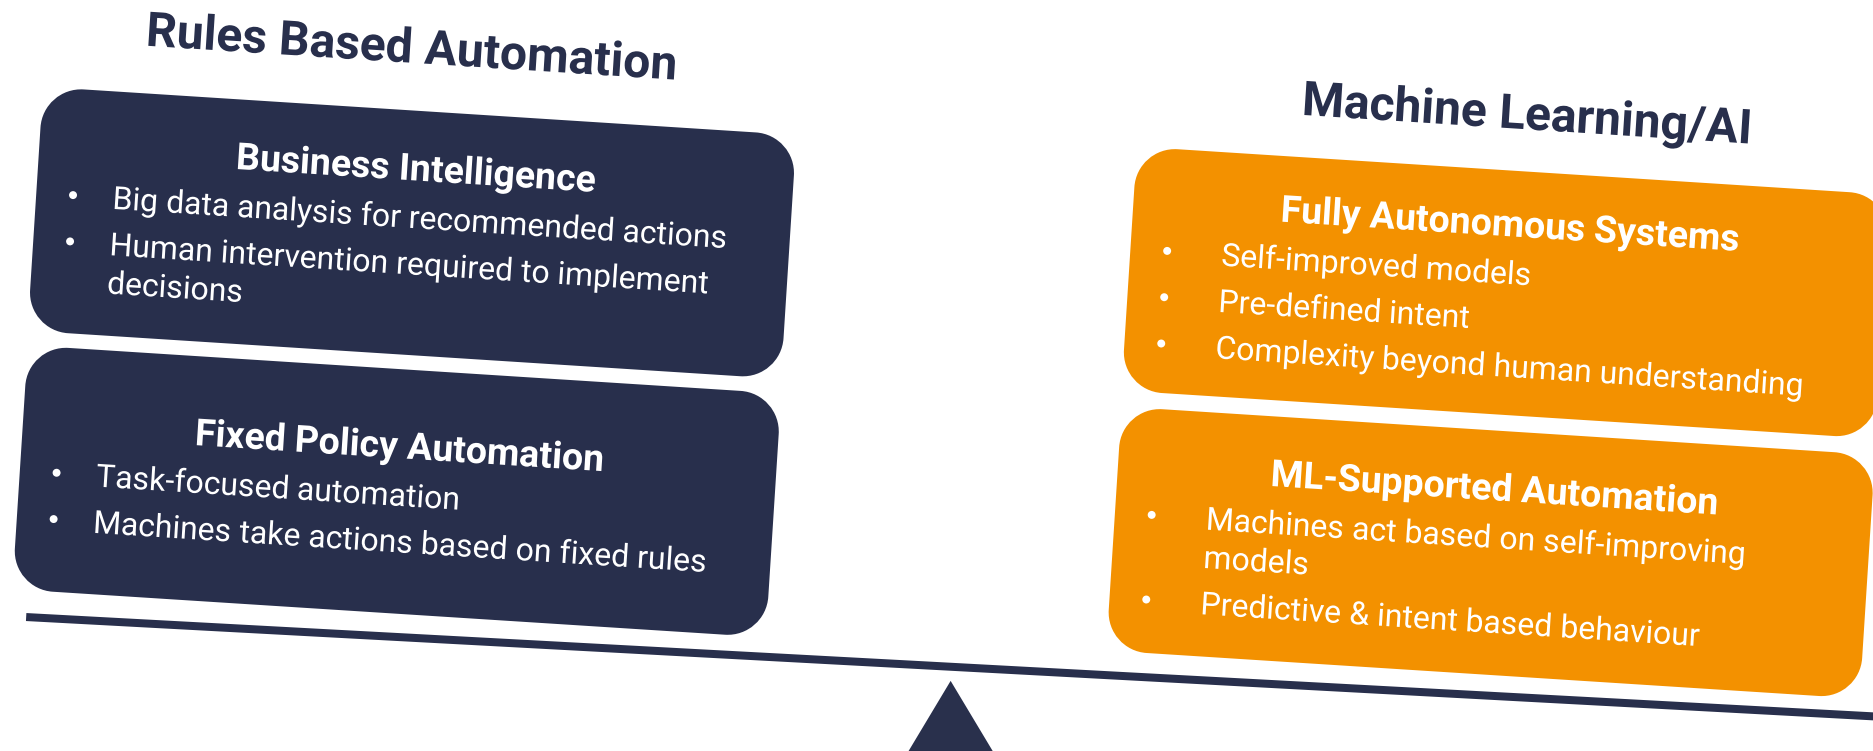 Rules Based Automation
Business Intelligence
• Big data analysis for recommended actions
• Human intervention required to implement
decisions
Fixed Policy Automation
• Task-focused automation
• Machines take actions based on fixed rules
Machine Learning/AI
Fully Autonomous Systems
• Self-improved models
• Pre-defined intent
• Complexity beyond human understanding
ML-Supported Automation
• Machines act based on self-improving
models
• Predictive & intent based behaviour